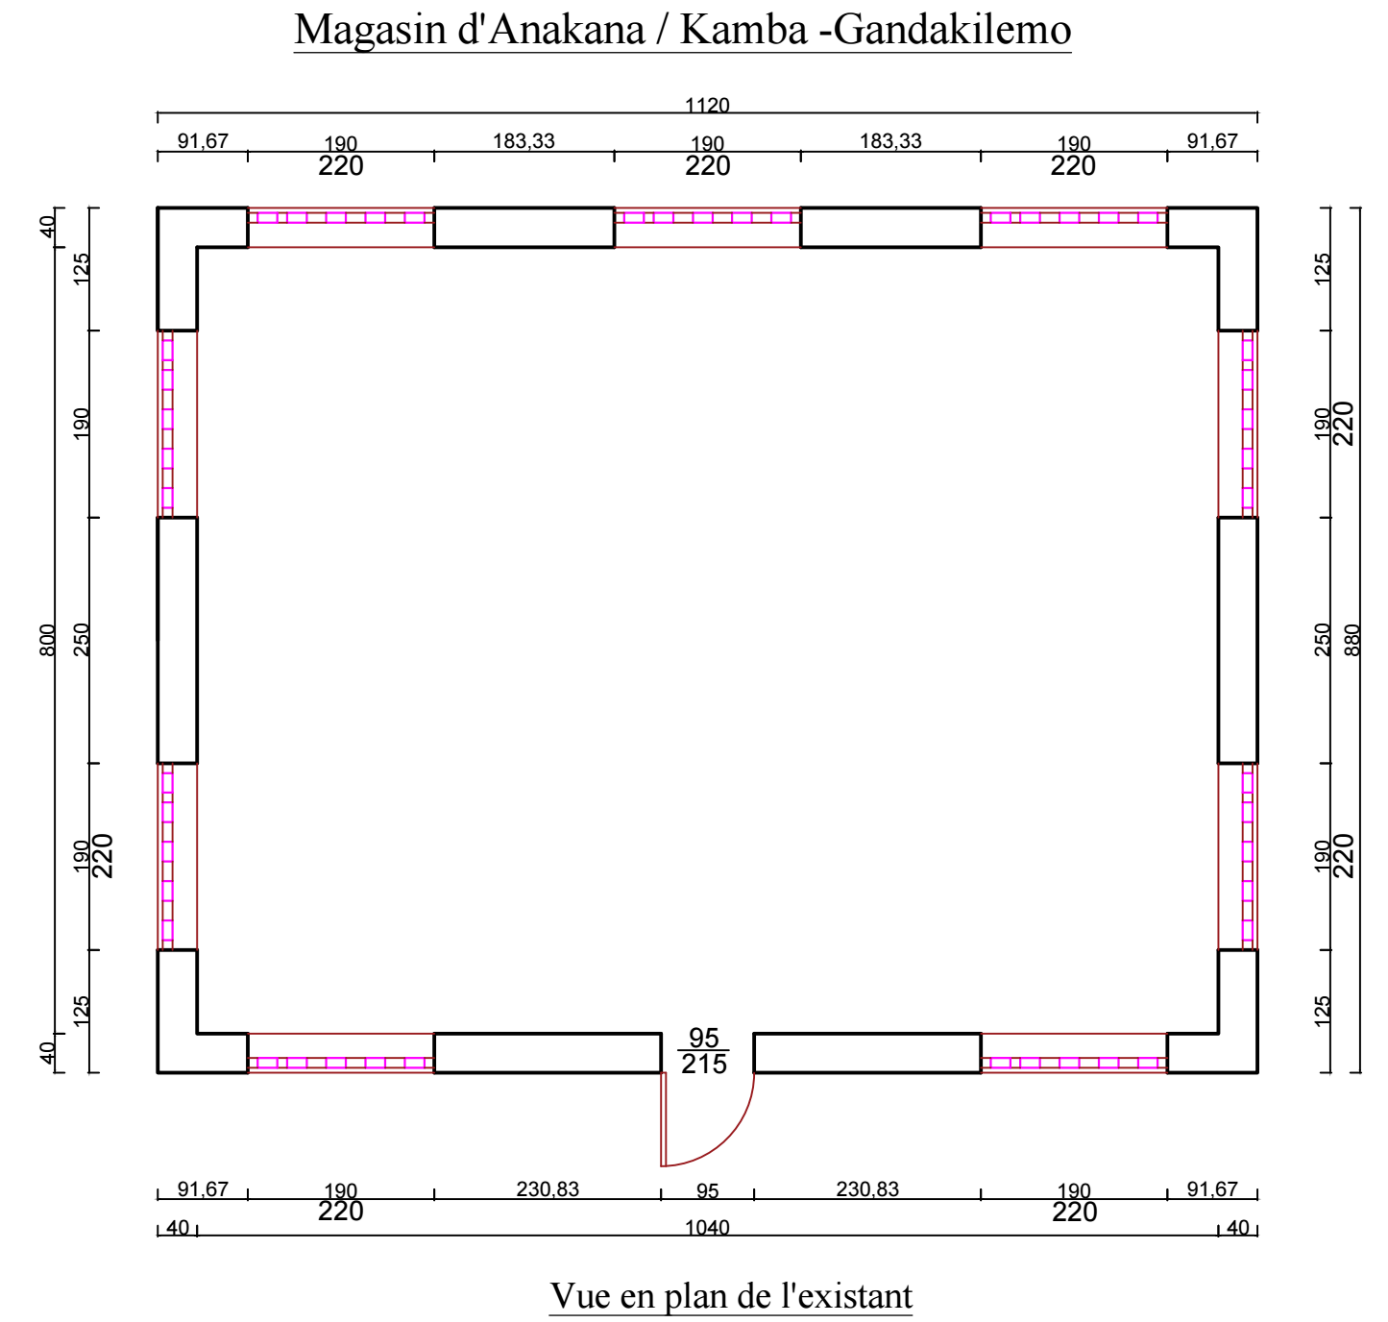 Magasin d'Anakana / Kamba -Gandakilemo
1120
91,67 190 183,33 190 183,33 190 91,67
220 220 220
40
125 125
190 190 220
800 250 250 880
190 220 190 220
125 125
40
95
215
91,67 190 230,83 95 230,83 190 91,67
220 220
40 1040 40
Vue en plan de l'existant